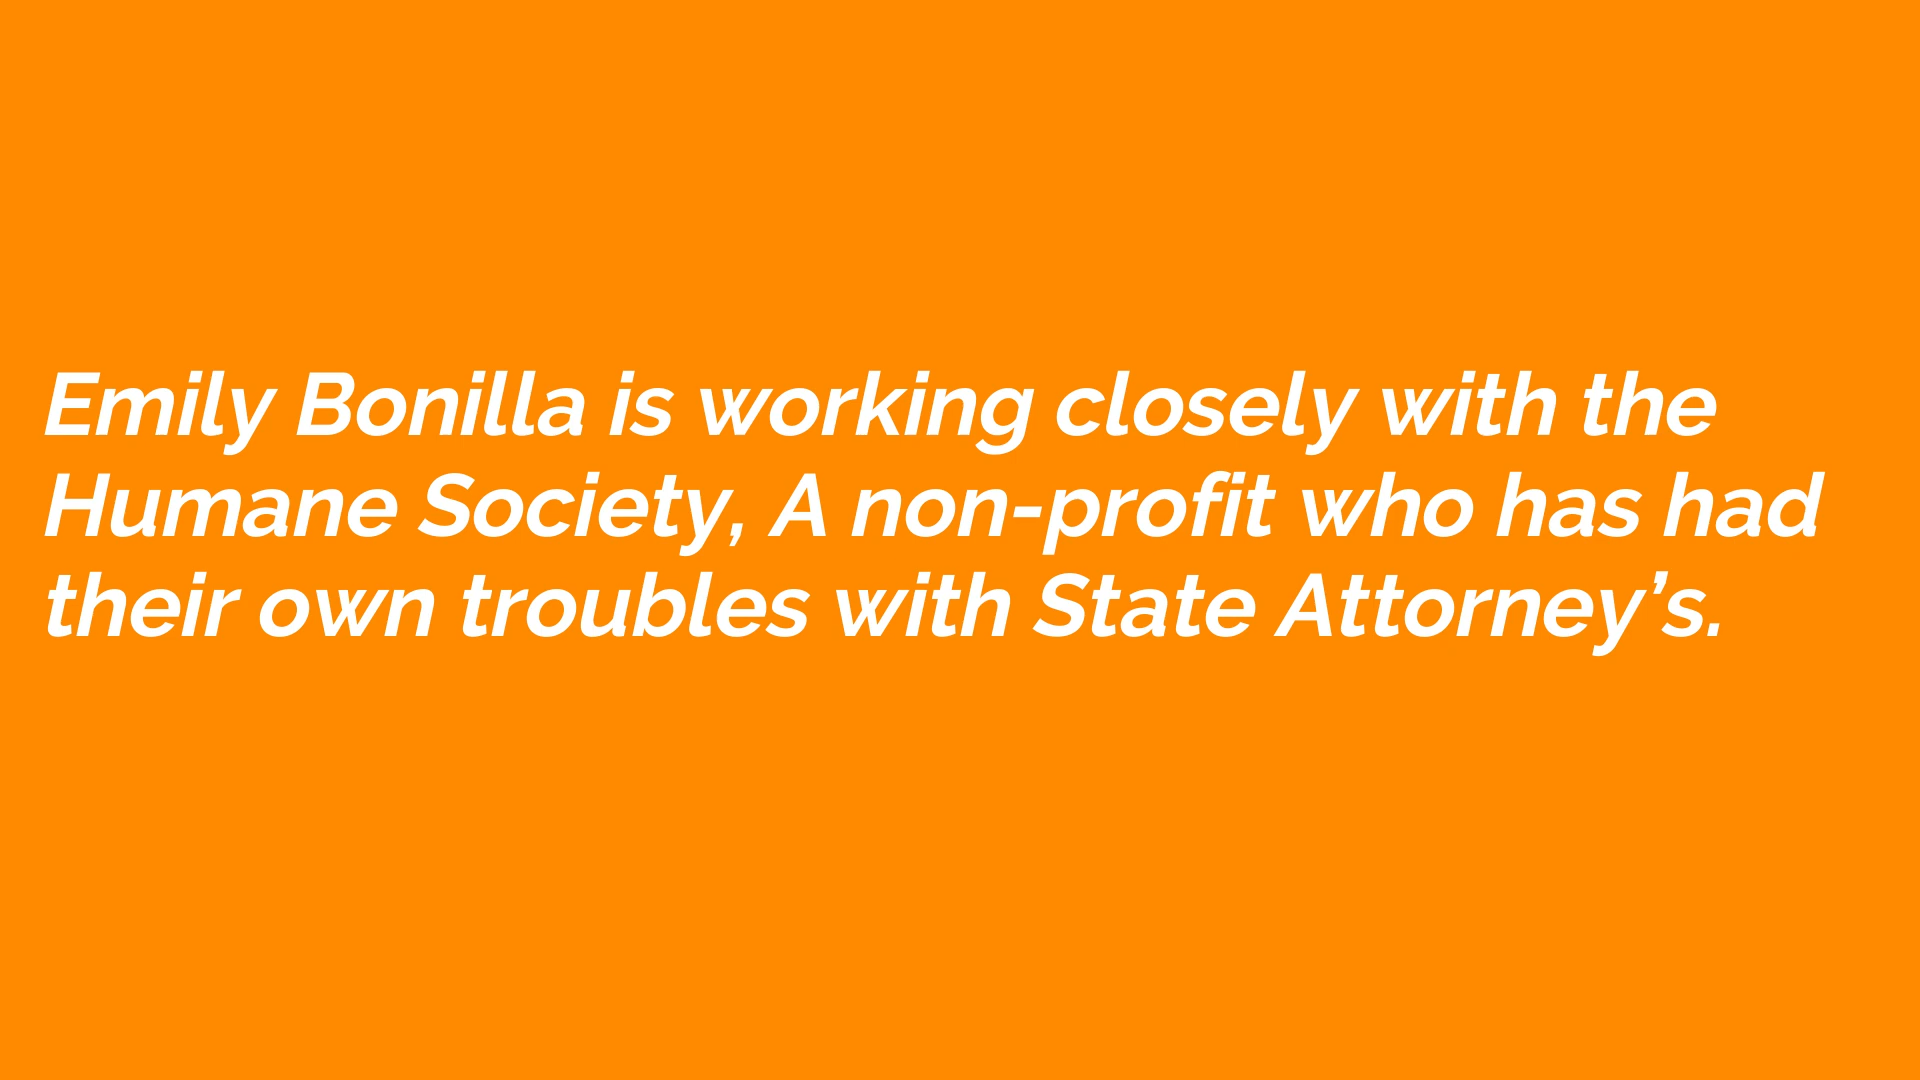 Emily Bonilla is working closely with the
Humane Society, A non-profit who has had
their own troubles with State Attorney’s.